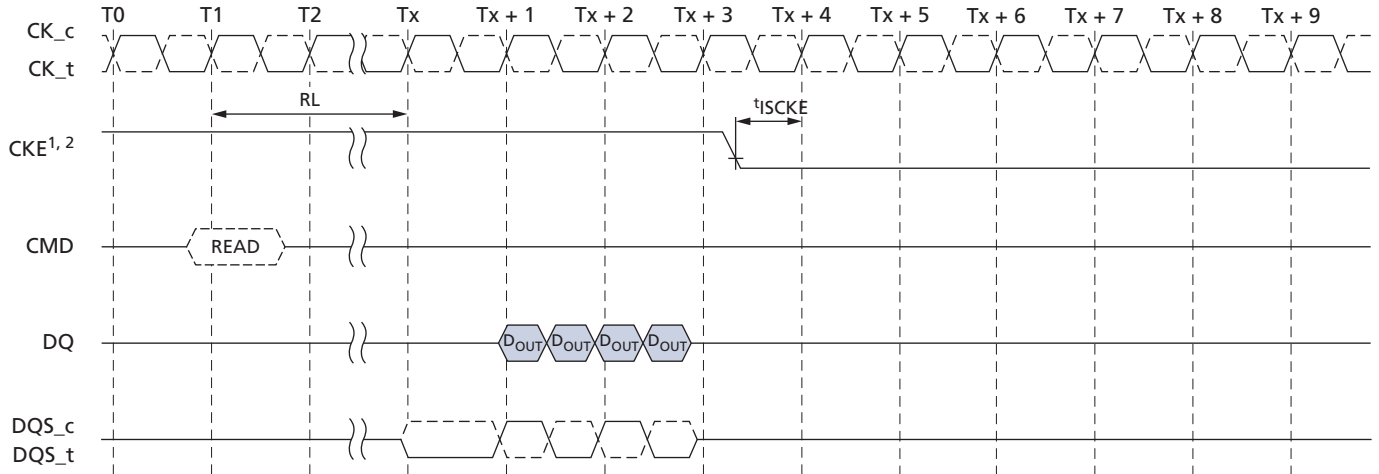 T0 T1 T2 Tx Tx + 1 Tx + 2 Tx + 3 Tx + 4 Tx + 5 Tx + 6 Tx + 7 Tx + 8 Tx + 9
CK_c
CK_t
RL
tISCKE
CKE1, 2
CMD
READ
DQ
DOUT DOUT DOUT DOUT
DQS_c
DQS_t